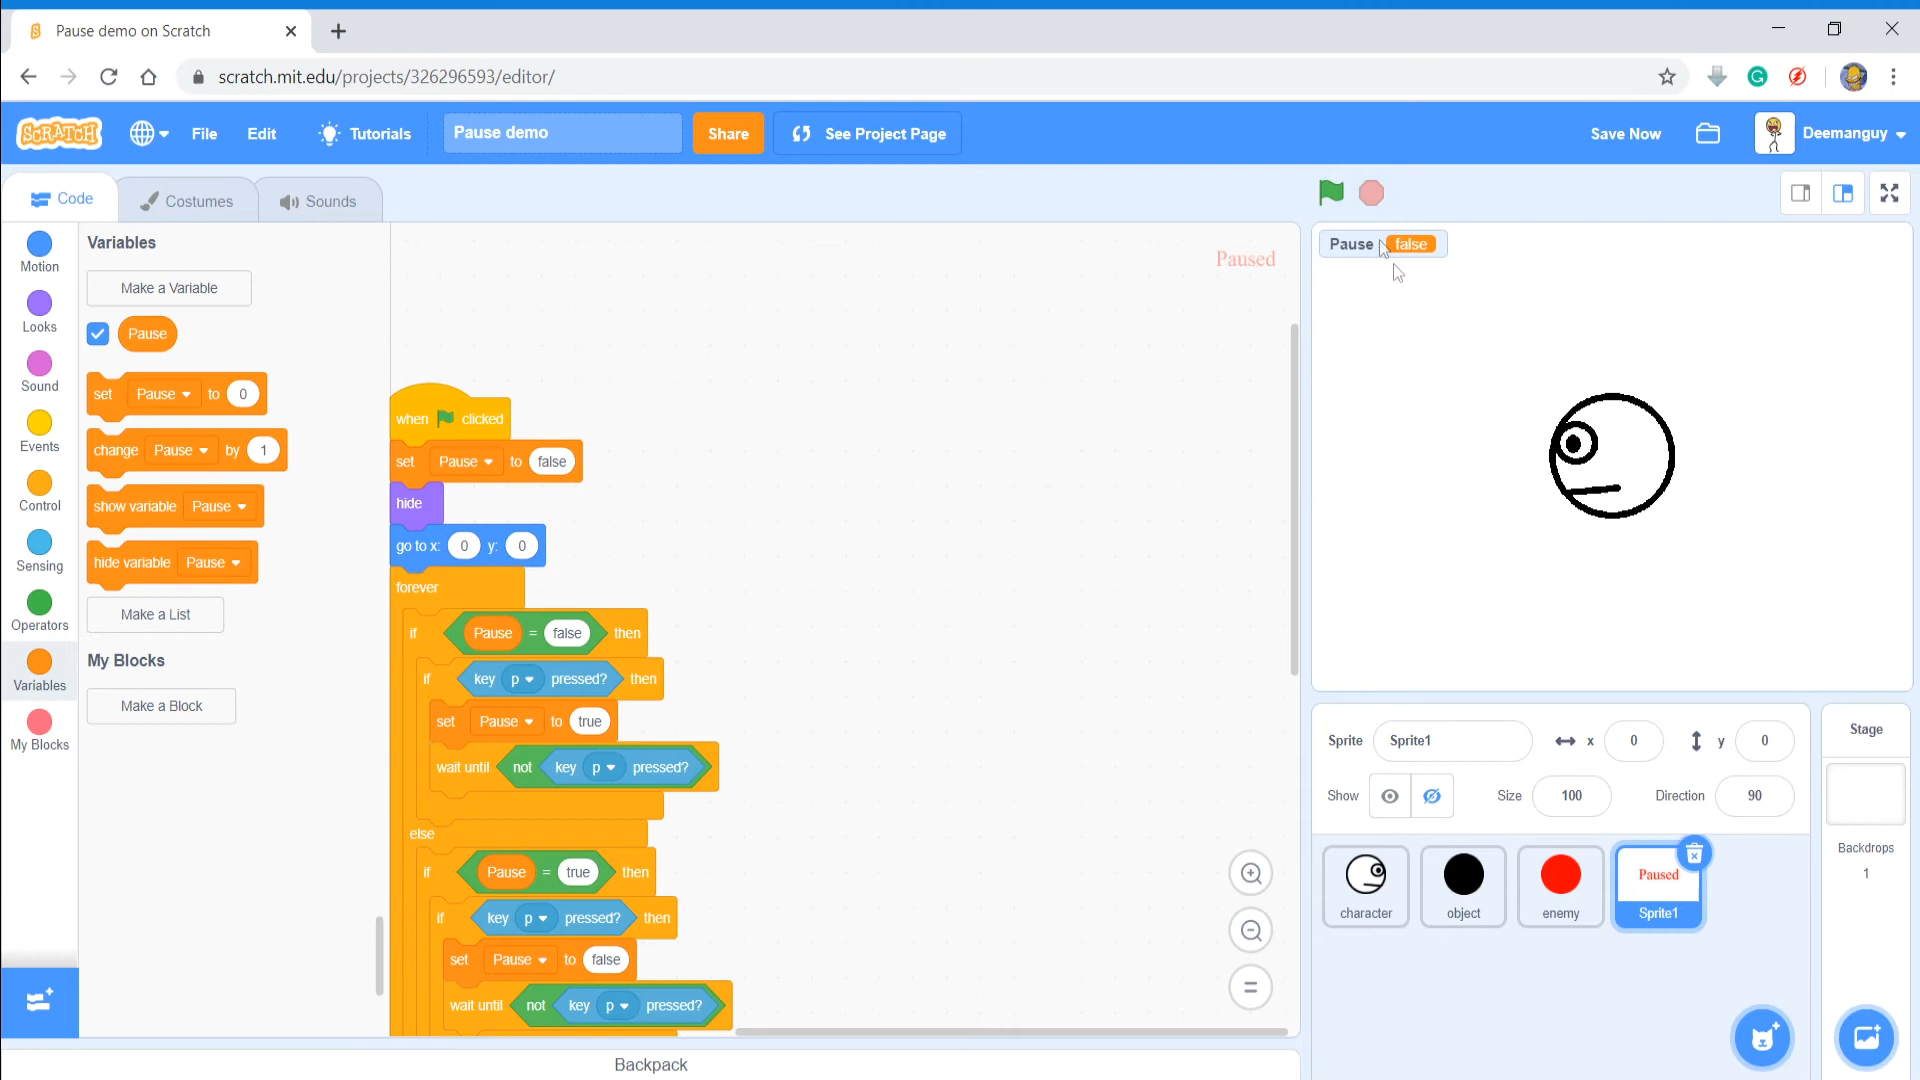 Pause demo on Scratch
scratch.mit.edu/projects/326296593/editor/
SCRATCH
File
Edit
Tutorials
Pause demo
Share
See Project Page
Save Now
Deemanguy
Code
Costumes
Sounds
Motion
Looks
Sound
Events
Control
Sensing
Operators
Variables
My Blocks
Variables
Make a Variable
Pause
set Pause to 0
change Pause by 1
show variable Pause
hide variable Pause
Make a List
My Blocks
Make a Block
Paused
when clicked
set Pause to false
hide
go to x: 0 y: 0
forever
if Pause = false then
if key p pressed? then
set Pause to true
wait until not key p pressed?
else
if Pause = true then
if key p pressed? then
set Pause to false
wait until not key p pressed?
Backpack
Pause false
Sprite Sprite1 x 0 y 0
Show Size 100 Direction 90
character
object
enemy
Paused
Sprite1
Stage
Backdrops
1